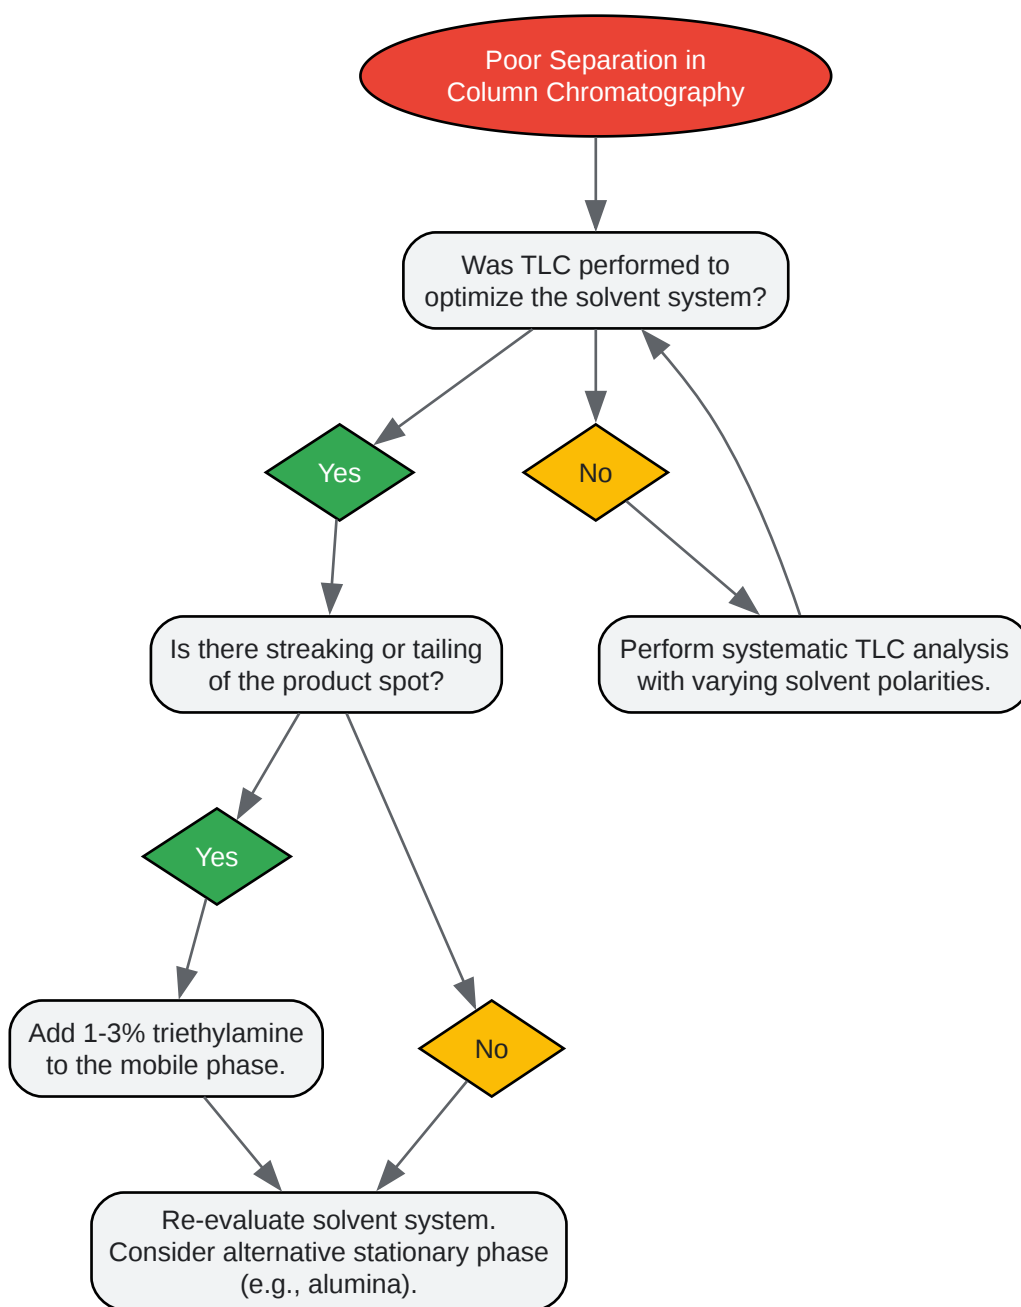 Poor Separation in
Column Chromatography
Was TLC performed to
optimize the solvent system?
Yes
No
Is there streaking or tailing
of the product spot?
Perform systematic TLC analysis
with varying solvent polarities.
Yes
Add 1-3% triethylamine
to the mobile phase.
No
Re-evaluate solvent system.
Consider alternative stationary phase
(e.g., alumina).